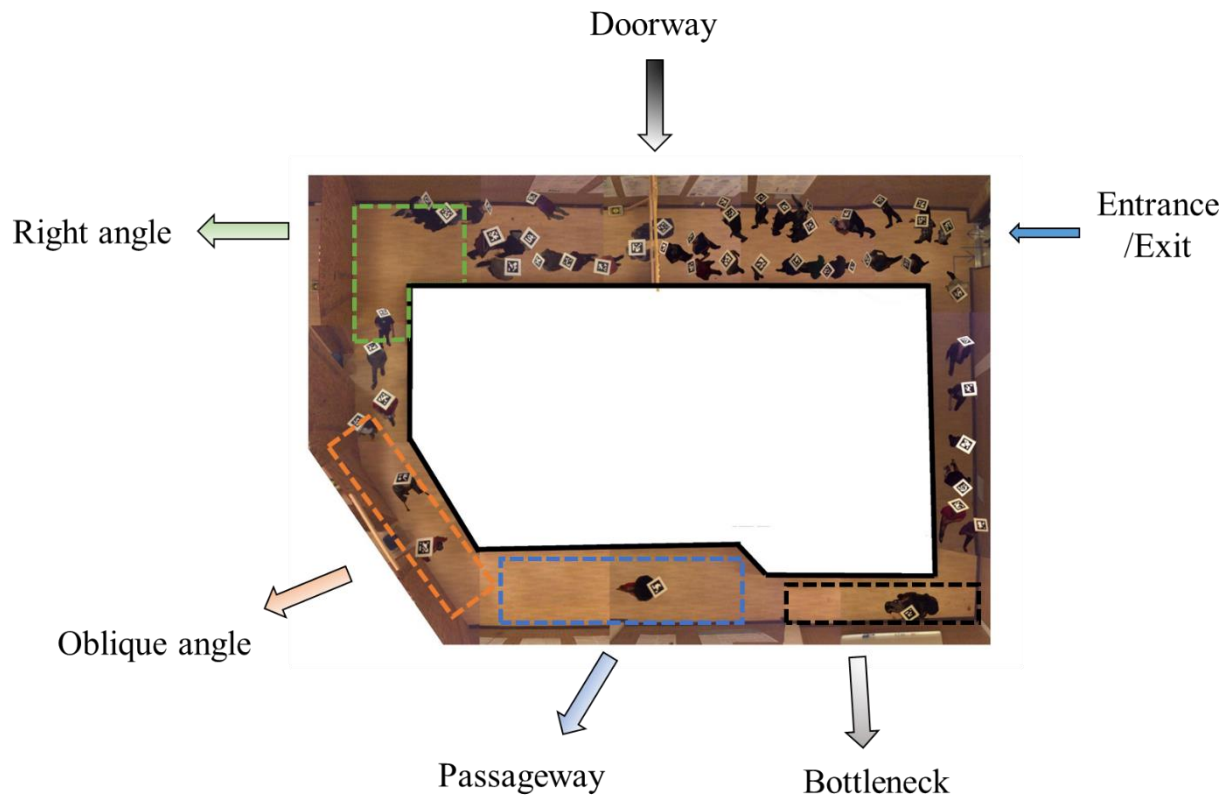 Doorway
Right angle
Entrance
/Exit
Oblique angle
Passageway
Bottleneck